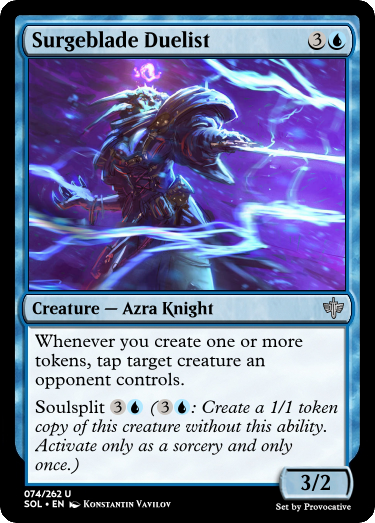 Surgeblade Duelist 3
Creature — Azra Knight
Whenever you create one or more
tokens, tap target creature an
opponent controls.
Soulsplit 3 (3: Create a 1/1 token
copy of this creature without this ability.
Activate only as a sorcery and only
once.)
3/2
074/262 U
SOL • EN Konstantin Vavilov
Set by Provocative